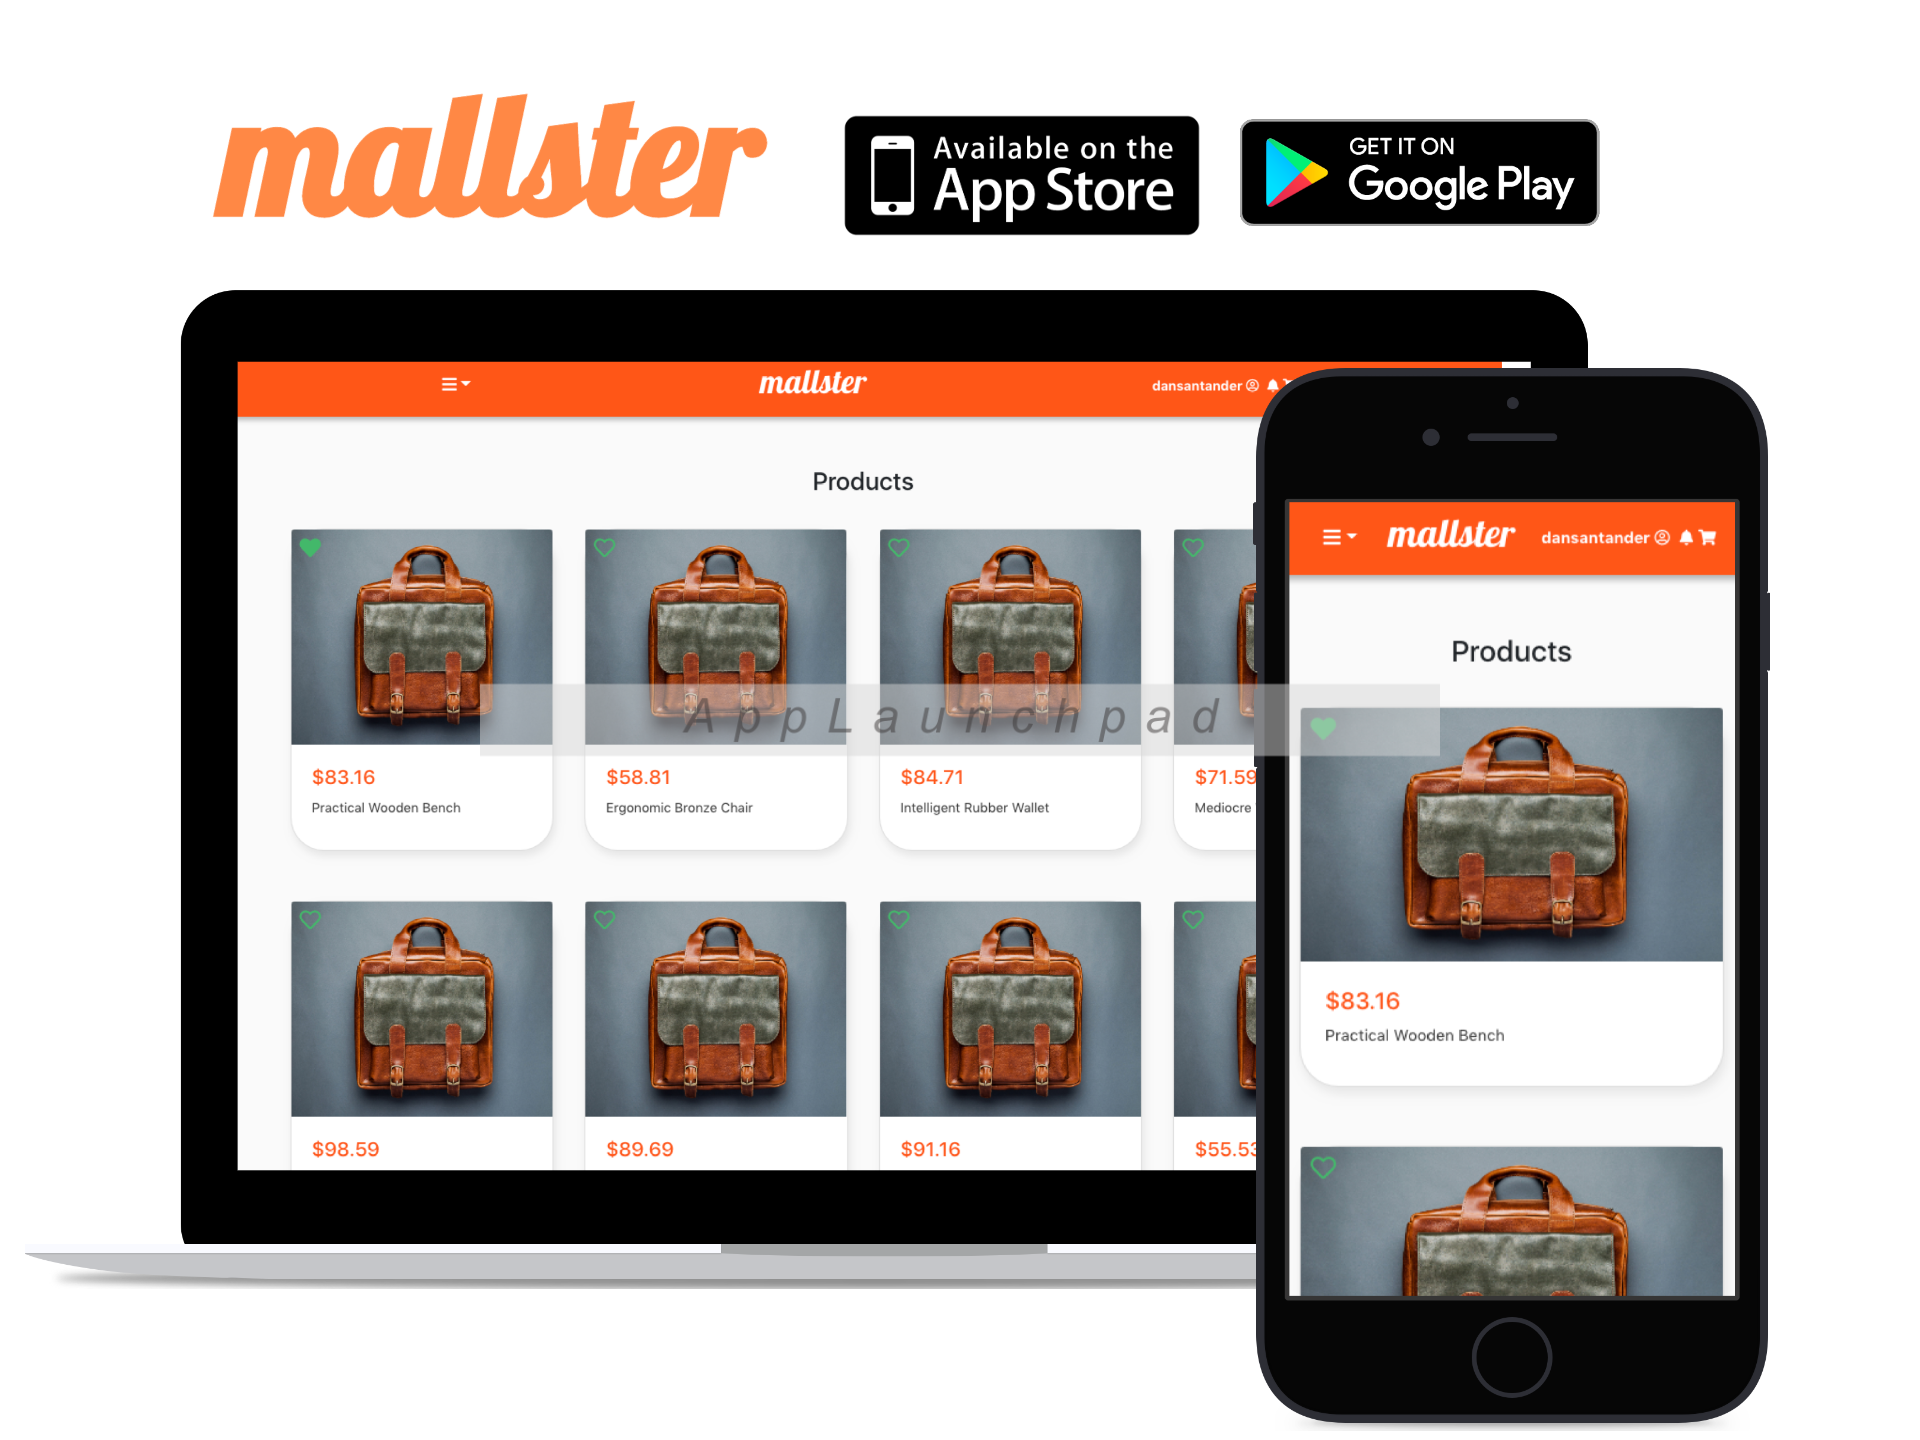 mallster
Available on the
App Store
GET IT ON
Google Play
mallster
dansantander
Products
$83.16
Practical Wooden Bench
$58.81
Ergonomic Bronze Chair
$84.71
Intelligent Rubber Wallet
$71.59
Mediocre
$98.59
$89.69
$91.16
$55.53
AppLaunchpad
mallster
dansantander
Products
$83.16
Practical Wooden Bench